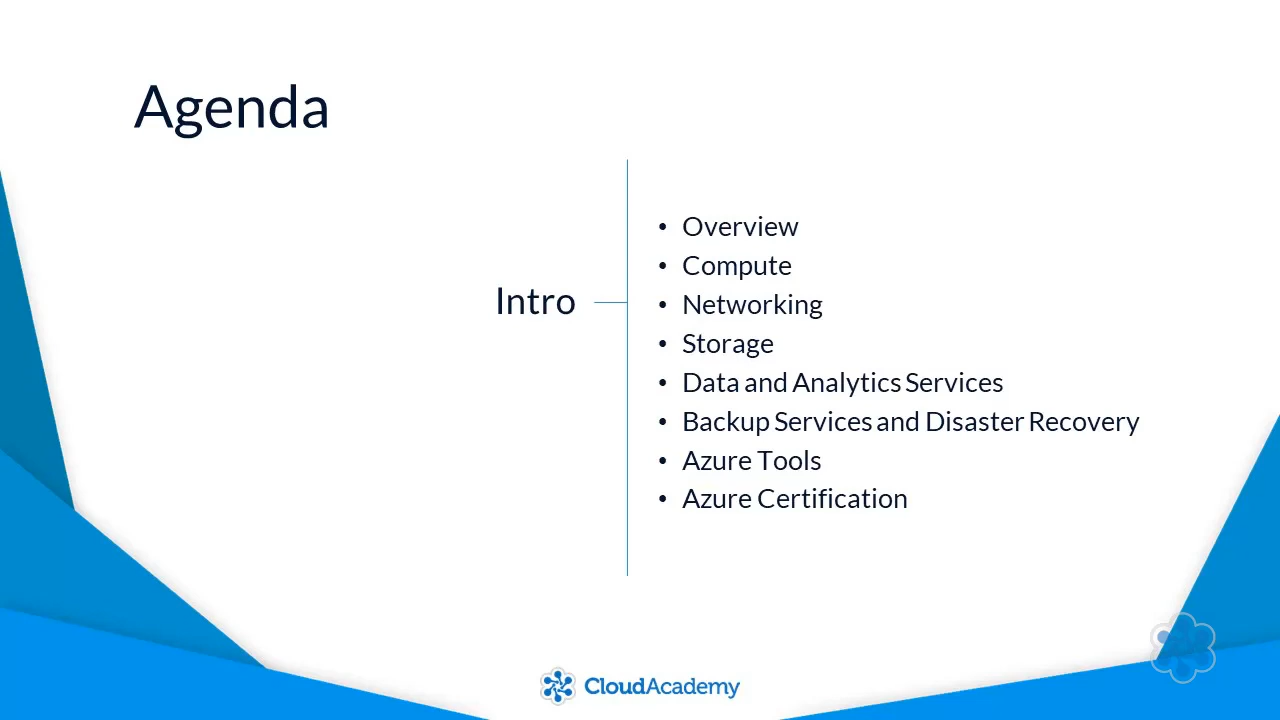 Agenda
Intro
• Overview
• Compute
• Networking
• Storage
• Data and Analytics Services
• Backup Services and Disaster Recovery
• Azure Tools
• Azure Certification
CloudAcademy